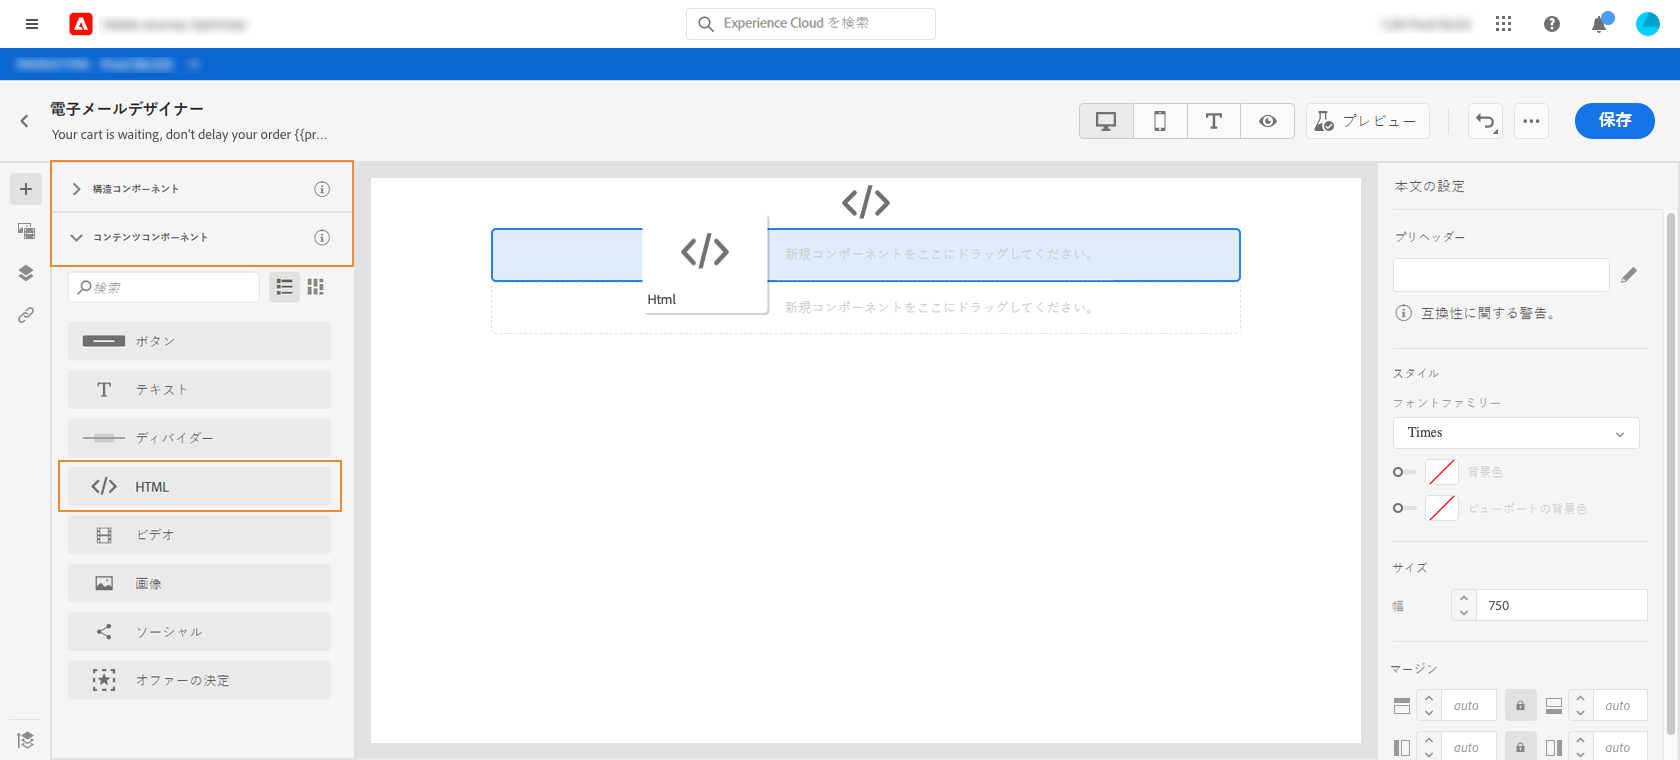 Experience Cloud を検索
電子メールデザイナー
Your cart is waiting, don't delay your order {{pr...
T
プレビュー
保存
構造コンポーネント
コンテンツコンポーネント
検索
ボタン
テキスト
ディバイダー
HTML
ビデオ
画像
ソーシャル
オファーの決定
新規コンポーネントをここにドラッグしてください。
Html
新規コンポーネントをここにドラッグしてください。
本文の設定
プリヘッダー
互換性に関する警告。
スタイル
フォントファミリー
Times
背景色
ビューポートの背景色
サイズ
幅
750
マージン
auto
auto
auto
auto